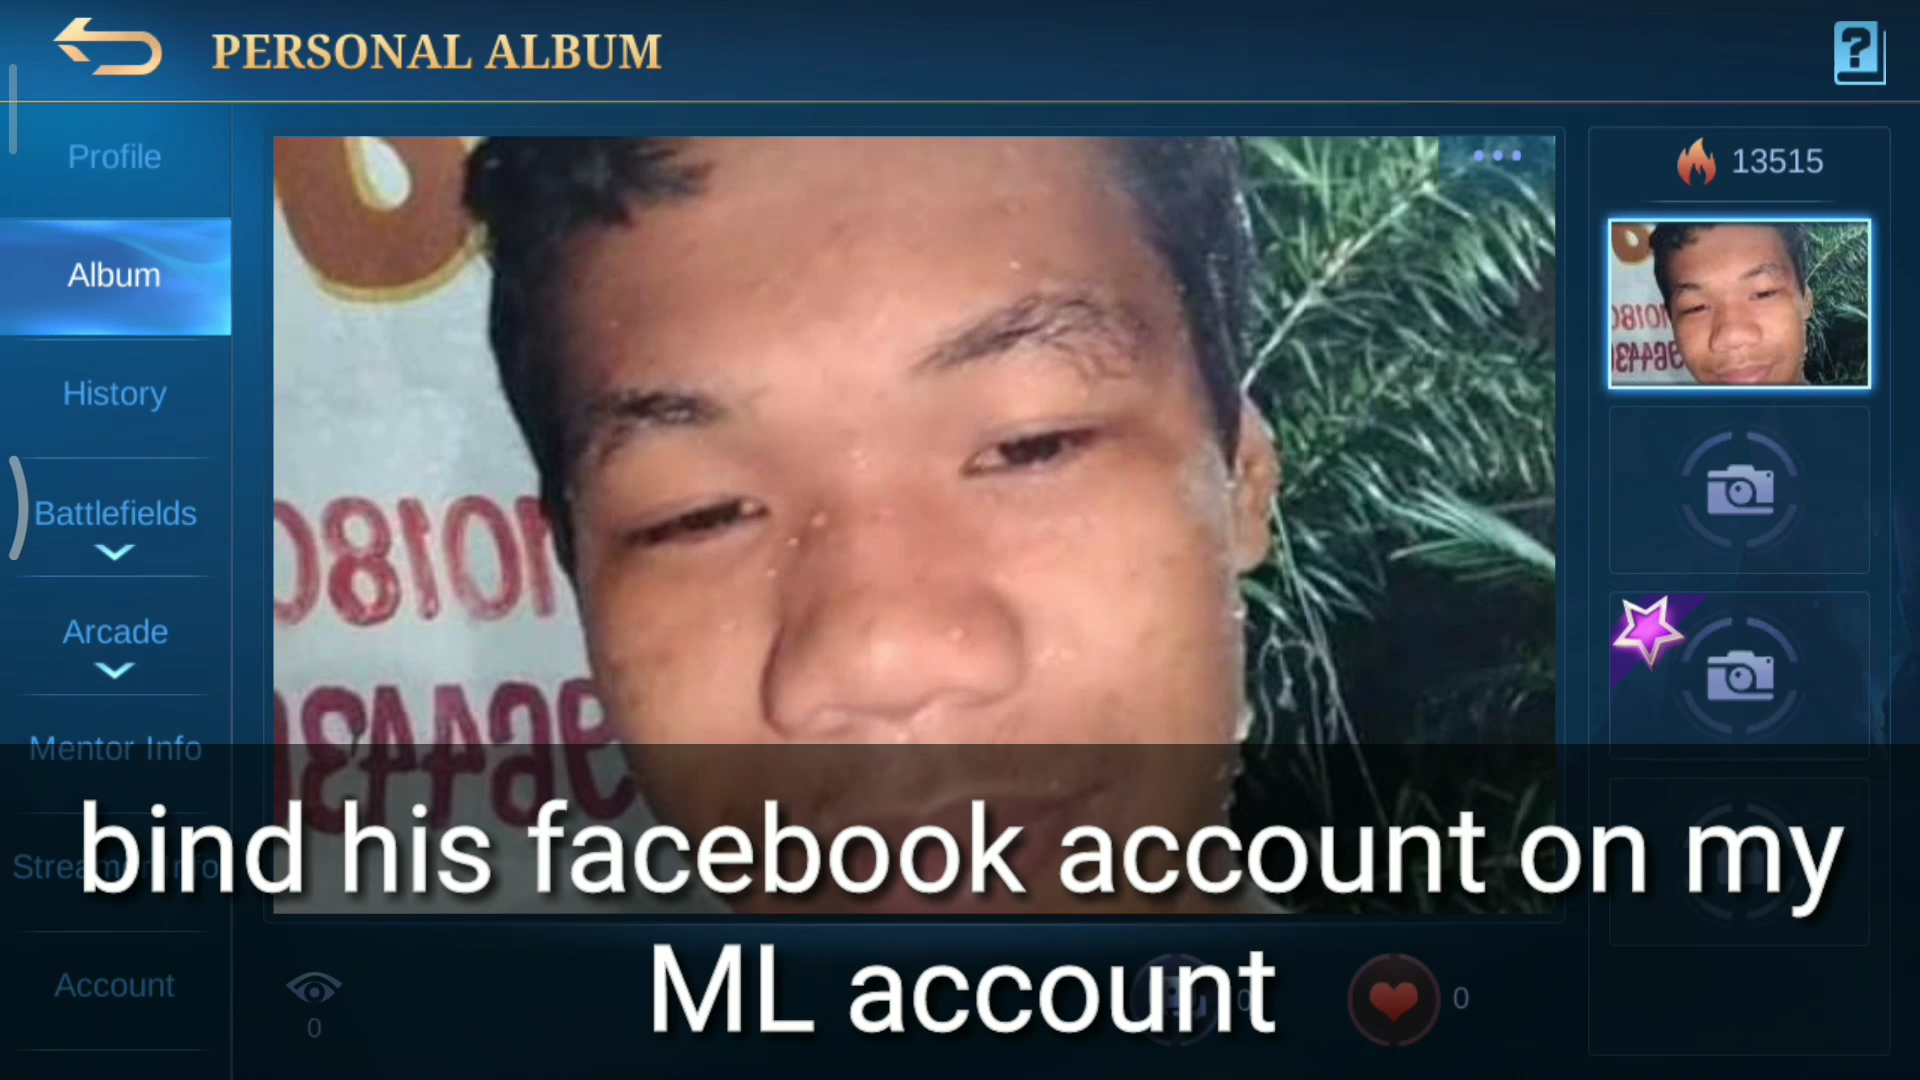 PERSONAL ALBUM
Profile
13515
Album
History
Battlefields
Arcade
Mentor Info
bind his facebook account on my
ML account
Account
0
0
0